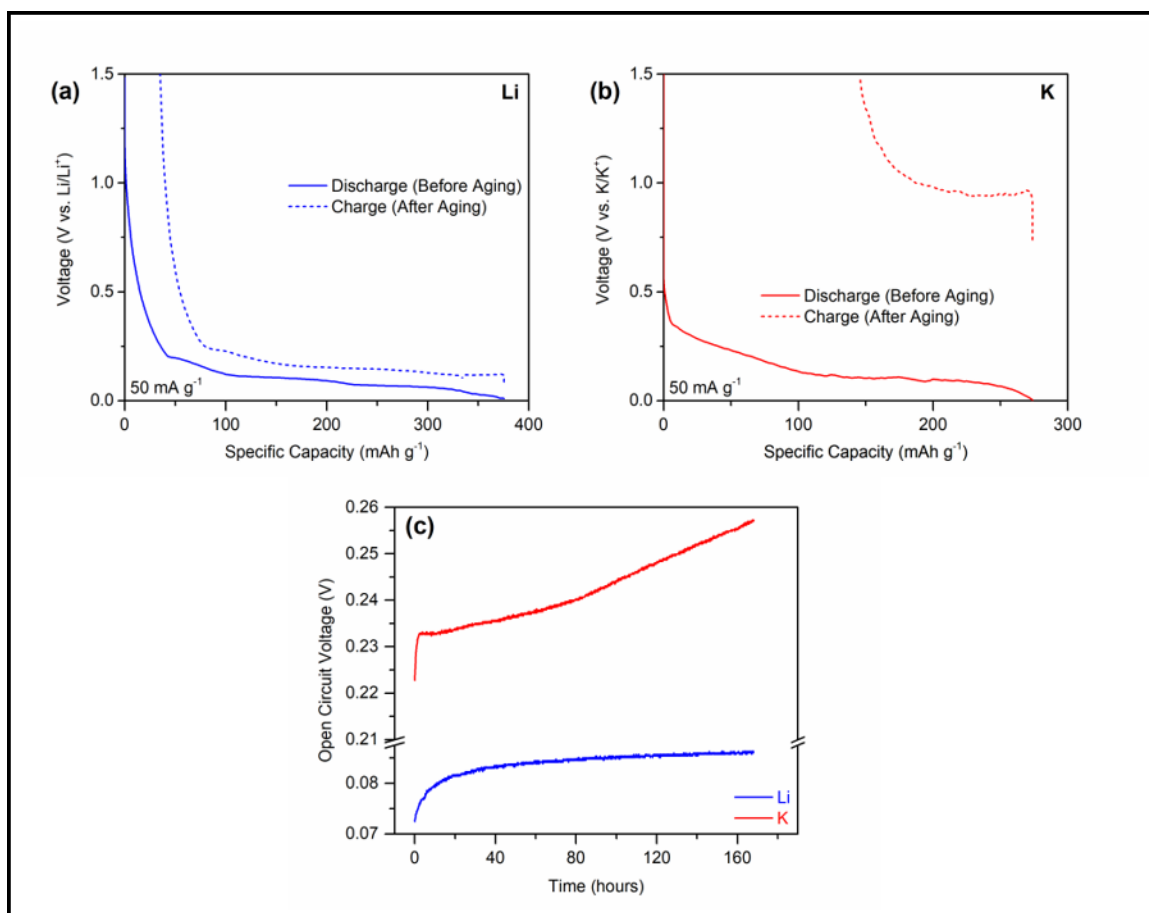 (a)
Li
1.5
1.0
0.5
0.0
Voltage (V vs. Li/Li⁺)
Discharge (Before Aging)
Charge (After Aging)
50 mA g⁻¹
0 100 200 300 400
Specific Capacity (mAh g⁻¹)
(b)
K
1.5
1.0
0.5
0.0
Voltage (V vs. K/K⁺)
Discharge (Before Aging)
Charge (After Aging)
50 mA g⁻¹
0 100 200 300
Specific Capacity (mAh g⁻¹)
(c)
0.26
0.25
0.24
0.23
0.22
0.21
0.08
0.07
Open Circuit Voltage (V)
Li
K
0 40 80 120 160
Time (hours)